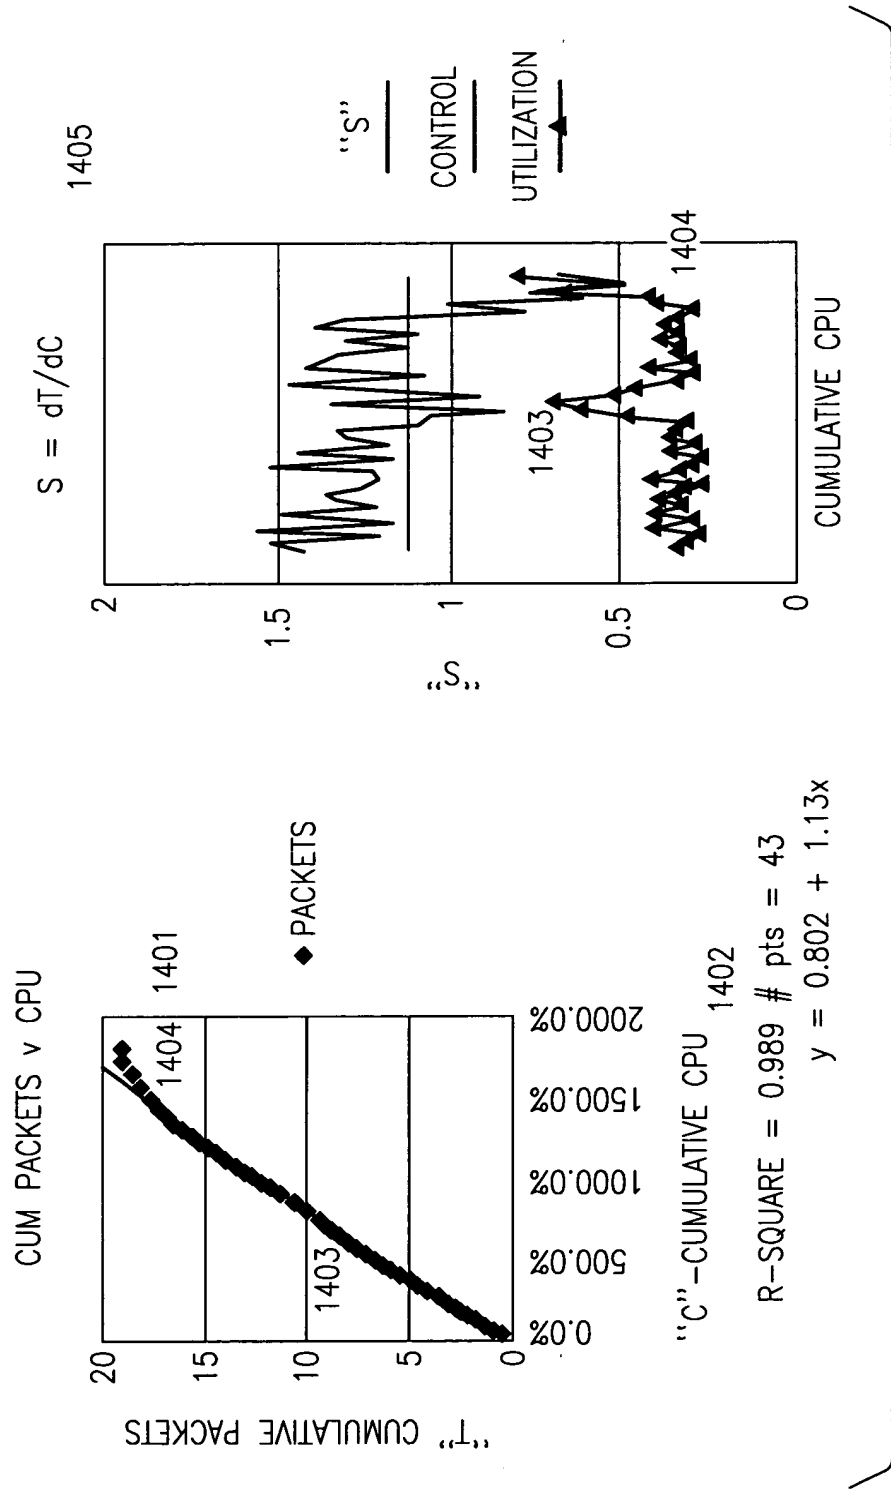 CUM PACKETS v CPU
1401
20
15
10
5
0
"T" CUMULATIVE PACKETS
1404
1403
◆ PACKETS
0.0%
500.0%
1000.0%
1500.0%
2000.0%
"C"-CUMULATIVE CPU
1402
R-SQUARE = 0.989 # pts = 43
y = 0.802 + 1.13x
S = dT/dC
1405
2
1.5
1
0.5
0
"S"
1403
1404
CUMULATIVE CPU
"S"
CONTROL
UTILIZATION